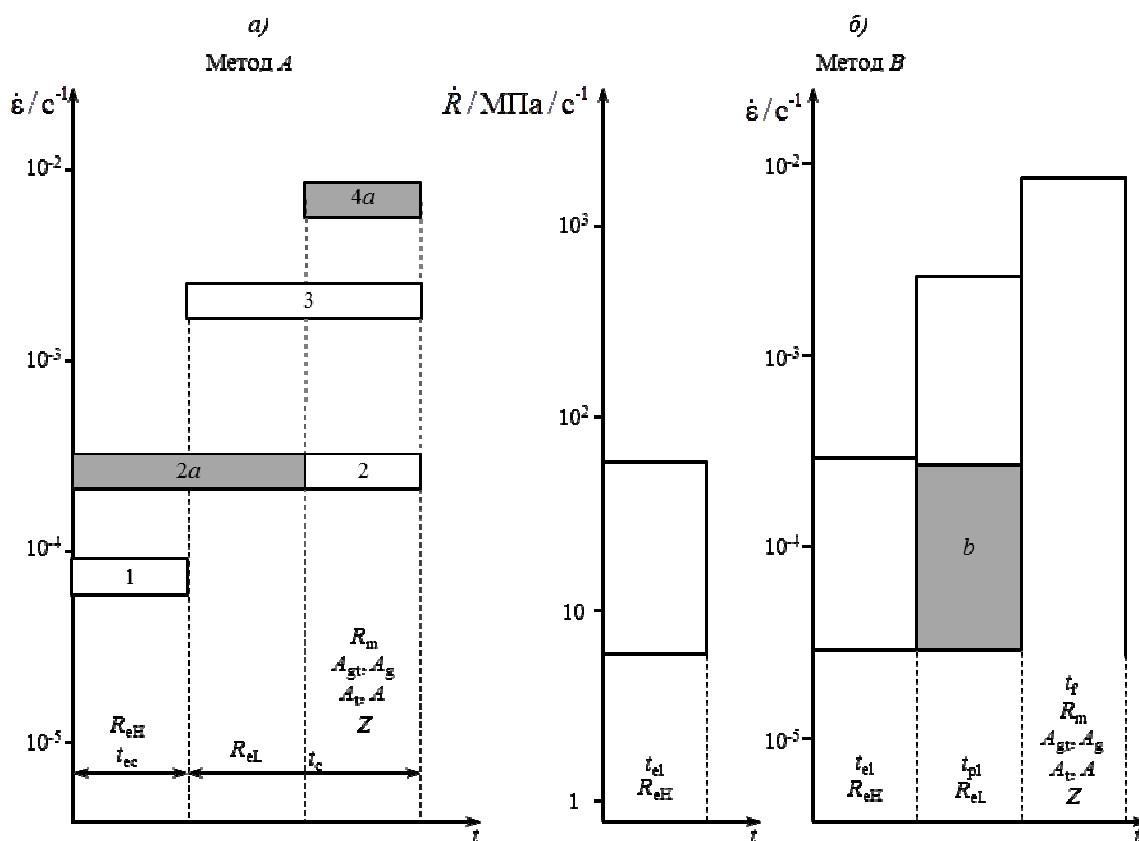 а)
Метод А
ε̇/с⁻¹
10⁻²
10⁻³
10⁻⁴
10⁻⁵
4a
3
2a
2
1
R_m
A_gt, A_g
A_t, A
Z
R_eH
t_ec
R_eL
t_c
t
б)
Метод В
Ṙ/МПа/с⁻¹
10³
10²
10
1
t_el
R_eH
t
ε̇/с⁻¹
10⁻²
10⁻³
10⁻⁴
10⁻⁵
b
t_el
R_eH
t_pl
R_eL
t_f
R_m
A_gt, A_g
A_t, A
Z
t